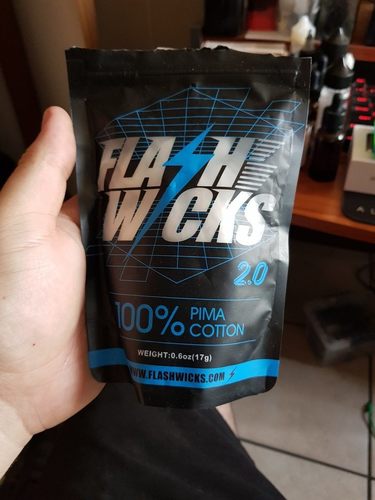 FLASH
WICKS
2.0
100% PIMA
COTTON
WEIGHT:0.6oz(17g)
WWW.FLASHWICKS.COM